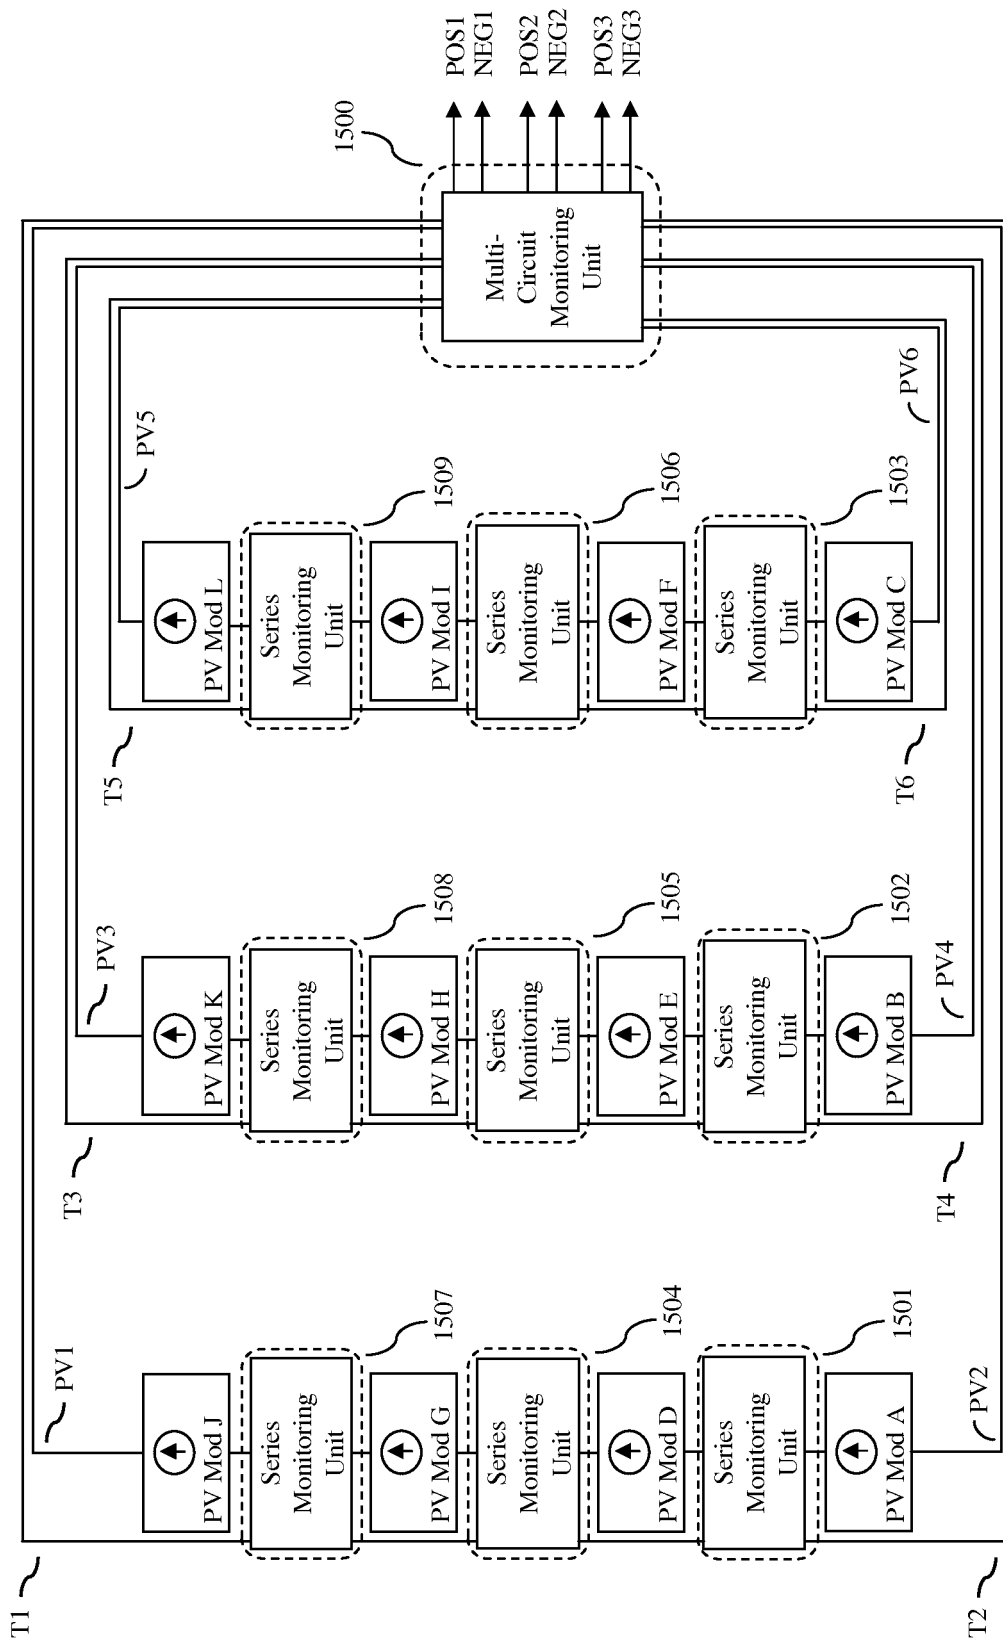 T1
PV1
PV Mod J
Series
Monitoring
Unit
1507
PV Mod G
Series
Monitoring
Unit
1504
PV Mod D
Series
Monitoring
Unit
1501
PV Mod A
PV2
T2
T3
PV3
PV Mod K
Series
Monitoring
Unit
1508
PV Mod H
Series
Monitoring
Unit
1505
PV Mod E
Series
Monitoring
Unit
1502
PV Mod B
PV4
T4
T5
PV5
PV Mod L
Series
Monitoring
Unit
1509
PV Mod I
Series
Monitoring
Unit
1506
PV Mod F
Series
Monitoring
Unit
1503
PV Mod C
PV6
T6
1500
Multi-
Circuit
Monitoring
Unit
POS1
NEG1
POS2
NEG2
POS3
NEG3